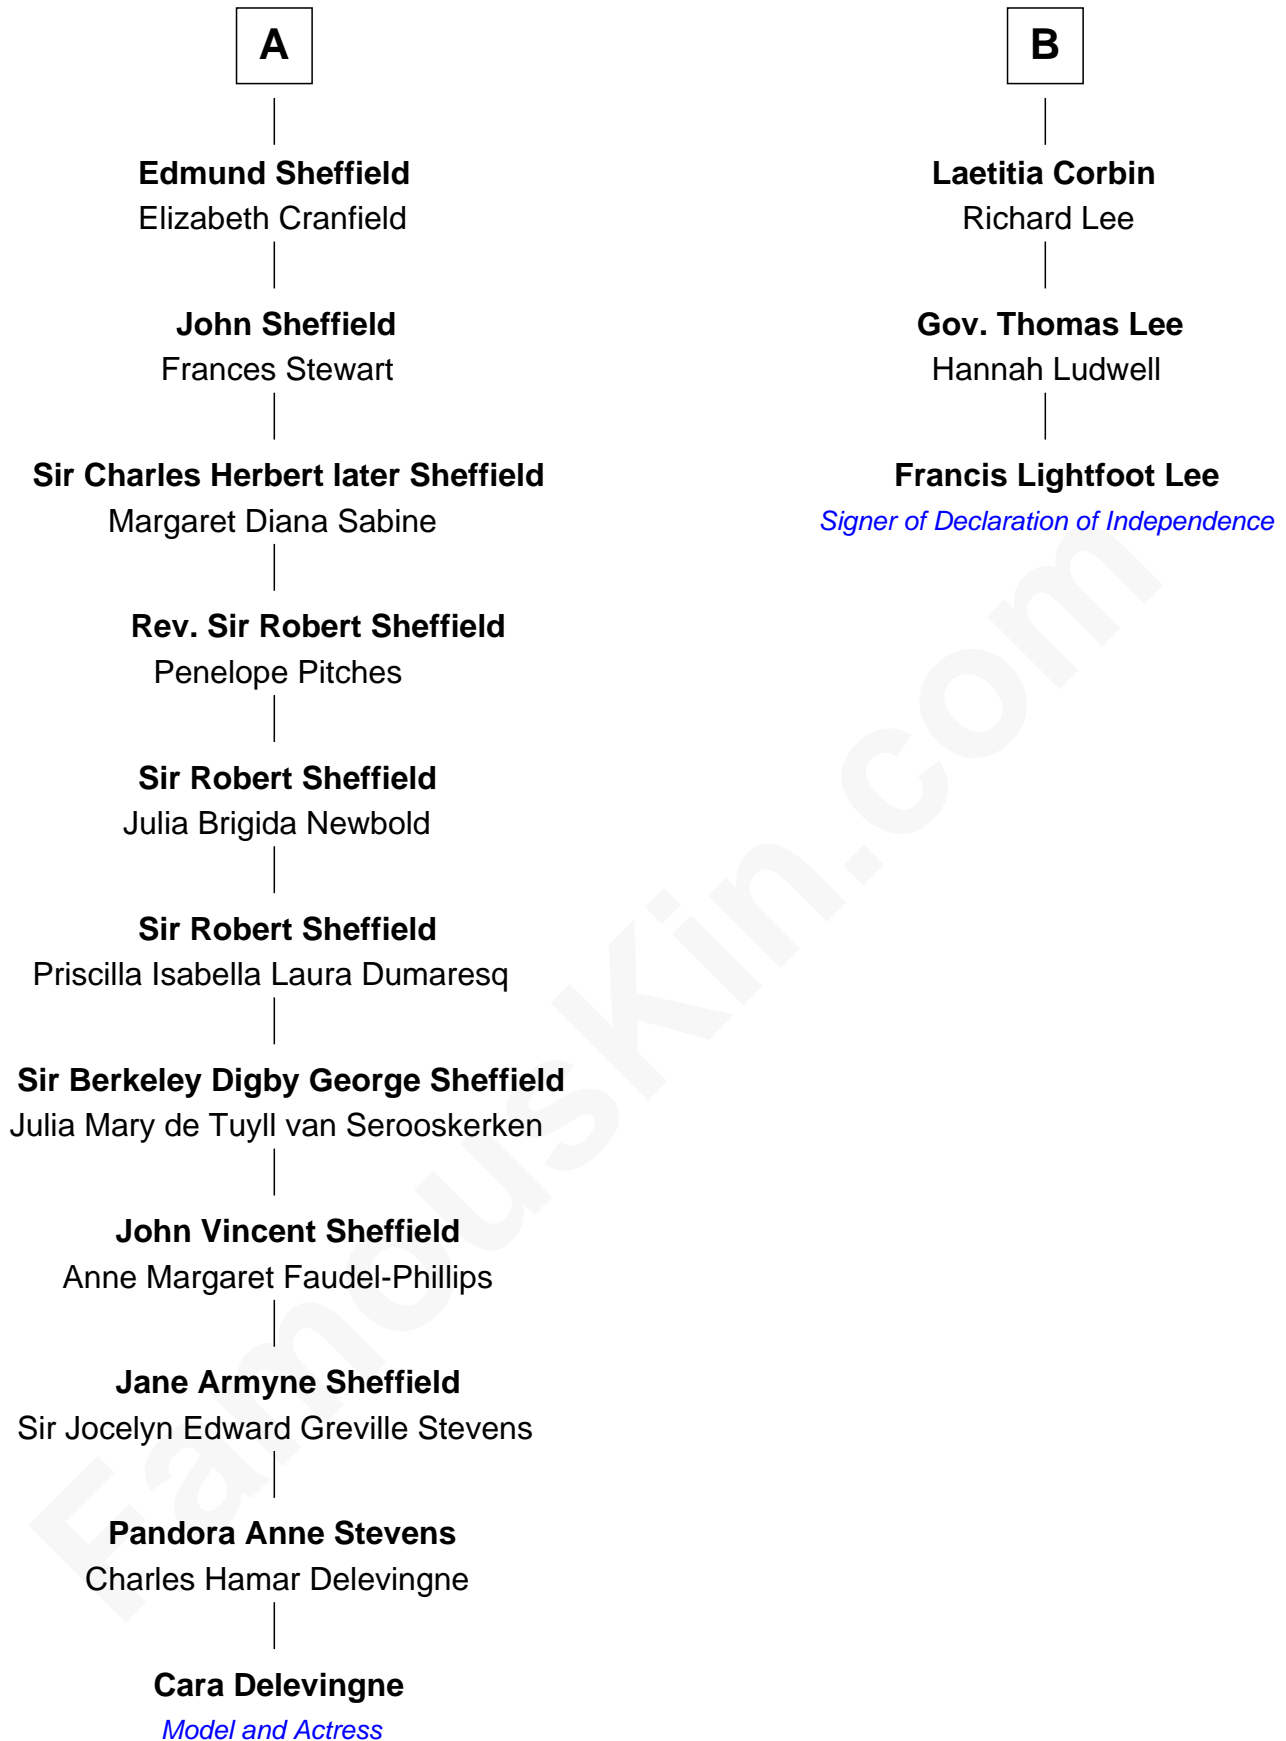 A
Edmund Sheffield
Elizabeth Cranfield
John Sheffield
Frances Stewart
Sir Charles Herbert later Sheffield
Margaret Diana Sabine
Rev. Sir Robert Sheffield
Penelope Pitches
Sir Robert Sheffield
Julia Brigida Newbold
Sir Robert Sheffield
Priscilla Isabella Laura Dumaresq
Sir Berkeley Digby George Sheffield
Julia Mary de Tuyll van Serooskerken
John Vincent Sheffield
Anne Margaret Faudel-Phillips
Jane Armyne Sheffield
Sir Jocelyn Edward Greville Stevens
Pandora Anne Stevens
Charles Hamar Delevingne
Cara Delevingne
Model and Actress
B
Laetitia Corbin
Richard Lee
Gov. Thomas Lee
Hannah Ludwell
Francis Lightfoot Lee
Signer of Declaration of Independence
FamousKin.com